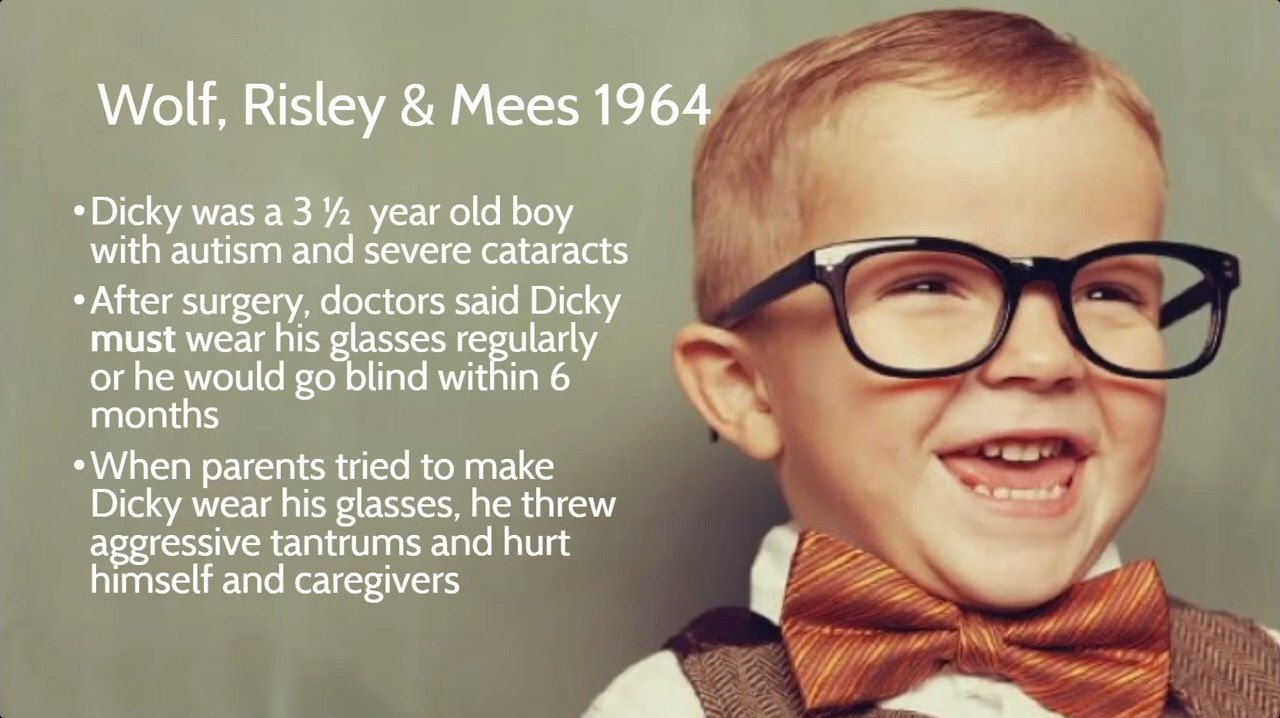 Wolf, Risley & Mees 1964
•Dicky was a 3 ½ year old boy
with autism and severe cataracts
•After surgery, doctors said Dicky
must wear his glasses regularly
or he would go blind within 6
months
•When parents tried to make
Dicky wear his glasses, he threw
aggressive tantrums and hurt
himself and caregivers